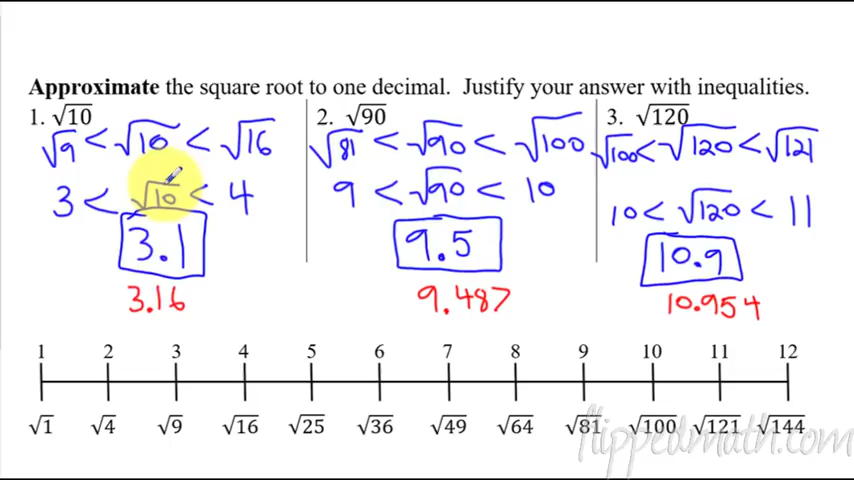 Approximate the square root to one decimal. Justify your answer with inequalities.
1. √10
√9 < √10 < √16
3 < √10 < 4
3.1
3.16
2. √90
√81 < √90 < √100
9 < √90 < 10
9.5
9.487
3. √120
√100 < √120 < √121
10 < √120 < 11
10.9
10.954
1 2 3 4 5 6 7 8 9 10 11 12
√1 √4 √9 √16 √25 √36 √49 √64 √81 √100 √121 √144
flippedmath.com